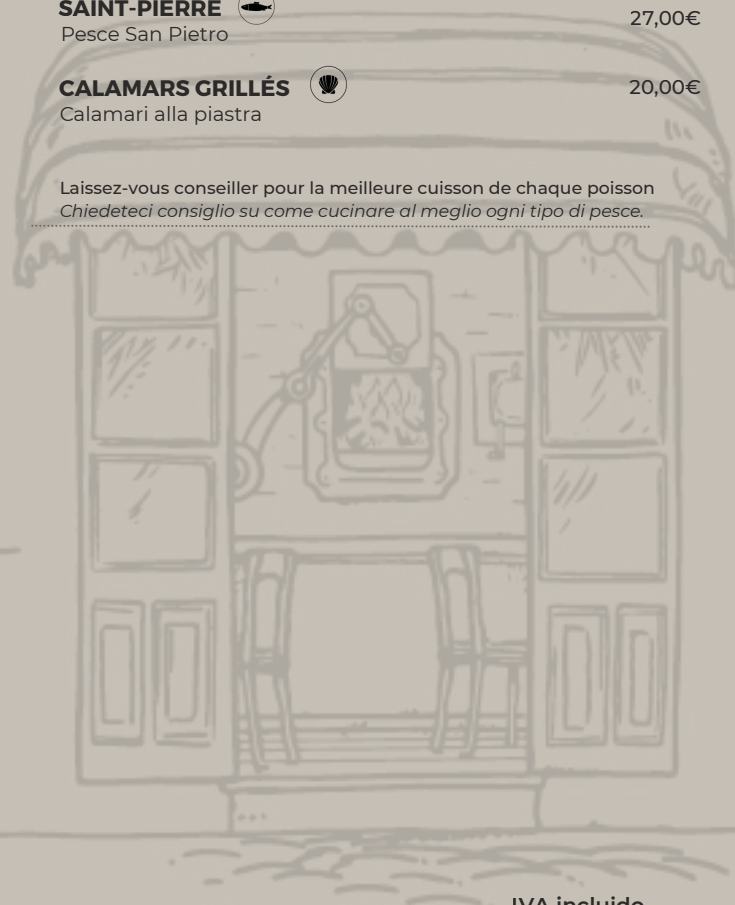 SAINT-PIERRE
27,00€
Pesce San Pietro
CALAMARS GRILLÉS
20,00€
Calamari alla piastra
Laissez-vous conseiller pour la meilleure cuisson de chaque poisson
Chiedeteci consiglio su come cucinare al meglio ogni tipo di pesce.
IVA incluido